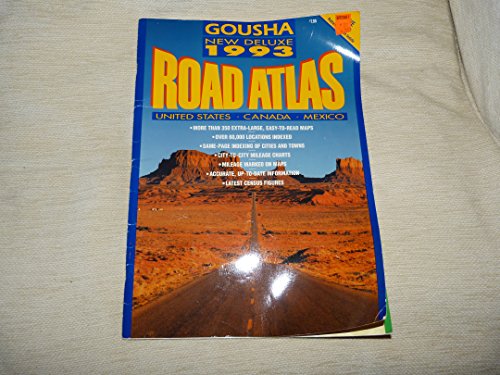 GOUSHA
NEW DELUXE
1993
ROAD ATLAS
UNITED STATES · CANADA · MEXICO
• MORE THAN 350 EXTRA-LARGE, EASY-TO-READ MAPS
• OVER 60,000 LOCATIONS INDEXED
• SAME-PAGE INDEXING OF CITIES AND TOWNS
• CITY-TO-CITY MILEAGE CHARTS
• MILEAGE MARKED ON MAPS
• ACCURATE, UP-TO-DATE INFORMATION
• LATEST CENSUS FIGURES